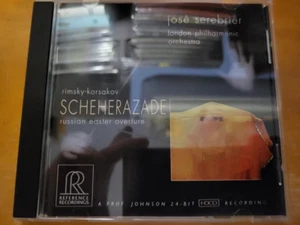 josé serebrier
london philharmonic
orchestra
rimsky-korsakov
SCHEHERAZADE
russian easter overture
R
REFERENCE
RECORDINGS
A PROF. JOHNSON 24-BIT HDCD RECORDING